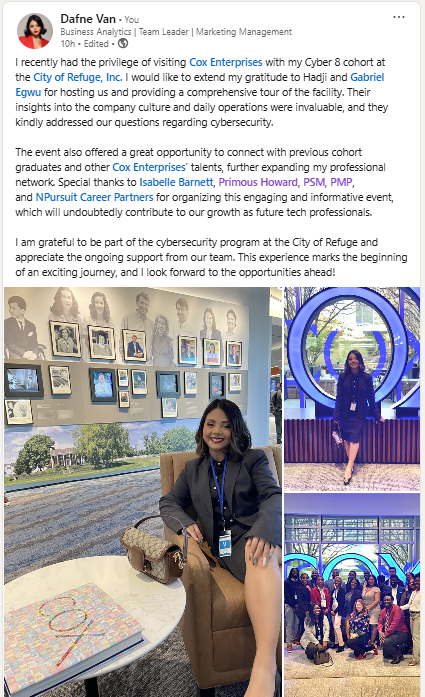 Dafne Van • You
Business Analytics | Team Leader | Marketing Management
10h • Edited •
I recently had the privilege of visiting Cox Enterprises with my Cyber 8 cohort at
the City of Refuge, Inc. I would like to extend my gratitude to Hadji and Gabriel
Egwu for hosting us and providing a comprehensive tour of the facility. Their
insights into the company culture and daily operations were invaluable, and they
kindly addressed our questions regarding cybersecurity.
The event also offered a great opportunity to connect with previous cohort
graduates and other Cox Enterprises' talents, further expanding my professional
network. Special thanks to Isabelle Barnett, Primous Howard, PSM, PMP,
and NPursuit Career Partners for organizing this engaging and informative event,
which will undoubtedly contribute to our growth as future tech professionals.
I am grateful to be part of the cybersecurity program at the City of Refuge and
appreciate the ongoing support from our team. This experience marks the beginning
of an exciting journey, and I look forward to the opportunities ahead!